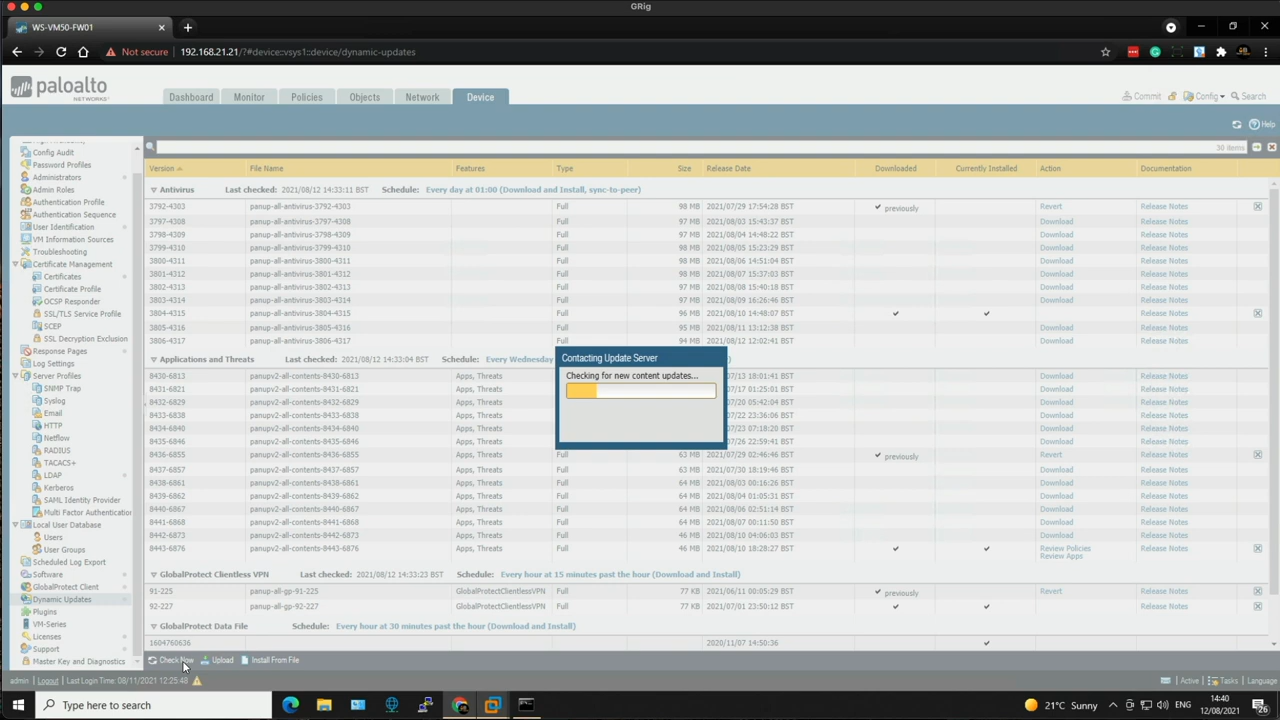 GRig
WS-VM50-FW01
Not secure 192.168.21.21/?#device::vsys1::device/dynamic-updates
paloalto
NETWORKS
Dashboard Monitor Policies Objects Network Device
Commit Config Search
Help
30 items
Config Audit
Password Profiles
Administrators
Admin Roles
Authentication Profile
Authentication Sequence
User Identification
VM Information Sources
Troubleshooting
Certificate Management
Certificates
Certificate Profile
OCSP Responder
SSL/TLS Service Profile
SCEP
SSL Decryption Exclusion
Response Pages
Log Settings
Server Profiles
SNMP Trap
Syslog
Email
HTTP
Netflow
RADIUS
TACACS+
LDAP
Kerberos
SAML Identity Provider
Multi Factor Authentication
Local User Database
Users
User Groups
Scheduled Log Export
Software
GlobalProtect Client
Dynamic Updates
Plugins
VM-Series
Licenses
Support
Master Key and Diagnostics
Version File Name Features Type Size Release Date Downloaded Currently Installed Action Documentation
Antivirus Last checked: 2021/08/12 14:33:11 BST Schedule: Every day at 01:00 (Download and Install, sync-to-peer)
3792-4303 panup-all-antivirus-3792-4303 Full 98 MB 2021/07/29 17:54:28 BST previously Revert Release Notes
3797-4308 panup-all-antivirus-3797-4308 Full 98 MB 2021/08/03 15:43:37 BST Download Release Notes
3798-4309 panup-all-antivirus-3798-4309 Full 98 MB 2021/08/04 14:48:22 BST Download Release Notes
3799-4310 panup-all-antivirus-3799-4310 Full 98 MB 2021/08/05 15:23:29 BST Download Release Notes
3800-4311 panup-all-antivirus-3800-4311 Full 98 MB 2021/08/06 14:51:04 BST Download Release Notes
3801-4312 panup-all-antivirus-3801-4312 Full 97 MB 2021/08/07 15:37:03 BST Download Release Notes
3802-4313 panup-all-antivirus-3802-4313 Full 97 MB 2021/08/08 15:40:18 BST Download Release Notes
3803-4314 panup-all-antivirus-3803-4314 Full 97 MB 2021/08/09 16:26:46 BST Download Release Notes
3804-4315 panup-all-antivirus-3804-4315 Full 96 MB 2021/08/10 14:48:07 BST Release Notes
3805-4316 panup-all-antivirus-3805-4316 Full 95 MB 2021/08/11 13:12:38 BST Download Release Notes
3806-4317 panup-all-antivirus-3806-4317 Full 94 MB 2021/08/12 12:02:01 BST Download Release Notes
Applications and Threats Last checked: 2021/08/12 14:33:04 BST Schedule: Every Wednesday
8430-6813 panupv2-all-contents-8430-6813 Apps, Threats /13 18:01:41 BST Download Release Notes
8431-6821 panupv2-all-contents-8431-6821 Apps, Threats /17 01:25:01 BST Download Release Notes
8432-6829 panupv2-all-contents-8432-6829 Apps, Threats /20 05:42:04 BST Download Release Notes
8433-6838 panupv2-all-contents-8433-6838 Apps, Threats /22 23:36:06 BST Download Release Notes
8434-6840 panupv2-all-contents-8434-6840 Apps, Threats /23 07:18:20 BST Download Release Notes
8435-6846 panupv2-all-contents-8435-6846 Apps, Threats /26 22:59:41 BST Download Release Notes
8436-6855 panupv2-all-contents-8436-6855 Apps, Threats Full 63 MB 2021/07/29 02:46:46 BST previously Revert Release Notes
8437-6857 panupv2-all-contents-8437-6857 Apps, Threats Full 63 MB 2021/07/30 18:19:46 BST Download Release Notes
8438-6861 panupv2-all-contents-8438-6861 Apps, Threats Full 64 MB 2021/08/03 00:16:26 BST Download Release Notes
8439-6862 panupv2-all-contents-8439-6862 Apps, Threats Full 64 MB 2021/08/04 01:05:31 BST Download Release Notes
8440-6867 panupv2-all-contents-8440-6867 Apps, Threats Full 64 MB 2021/08/06 02:51:14 BST Download Release Notes
8441-6868 panupv2-all-contents-8441-6868 Apps, Threats Full 64 MB 2021/08/07 00:11:50 BST Download Release Notes
8442-6873 panupv2-all-contents-8442-6873 Apps, Threats Full 46 MB 2021/08/10 04:06:03 BST Download Release Notes
8443-6876 panupv2-all-contents-8443-6876 Apps, Threats Full 46 MB 2021/08/10 18:28:27 BST Review Policies Release Notes
Review Apps
GlobalProtect Clientless VPN Last checked: 2021/08/12 14:33:23 BST Schedule: Every hour at 15 minutes past the hour (Download and Install)
91-225 panup-all-gp-91-225 GlobalProtectClientlessVPN Full 77 KB 2021/06/11 00:05:29 BST previously Revert Release Notes
92-227 panup-all-gp-92-227 GlobalProtectClientlessVPN Full 77 KB 2021/07/01 23:50:12 BST Release Notes
GlobalProtect Data File Schedule: Every hour at 30 minutes past the hour (Download and Install)
1604760636 2020/11/07 14:50:36
Contacting Update Server
Checking for new content updates...
Check Now Upload Install From File
admin Logout Last Login Time: 08/11/2021 12:25:48 Active Tasks Language
Type here to search
21°C Sunny ENG 14:40
12/08/2021
26